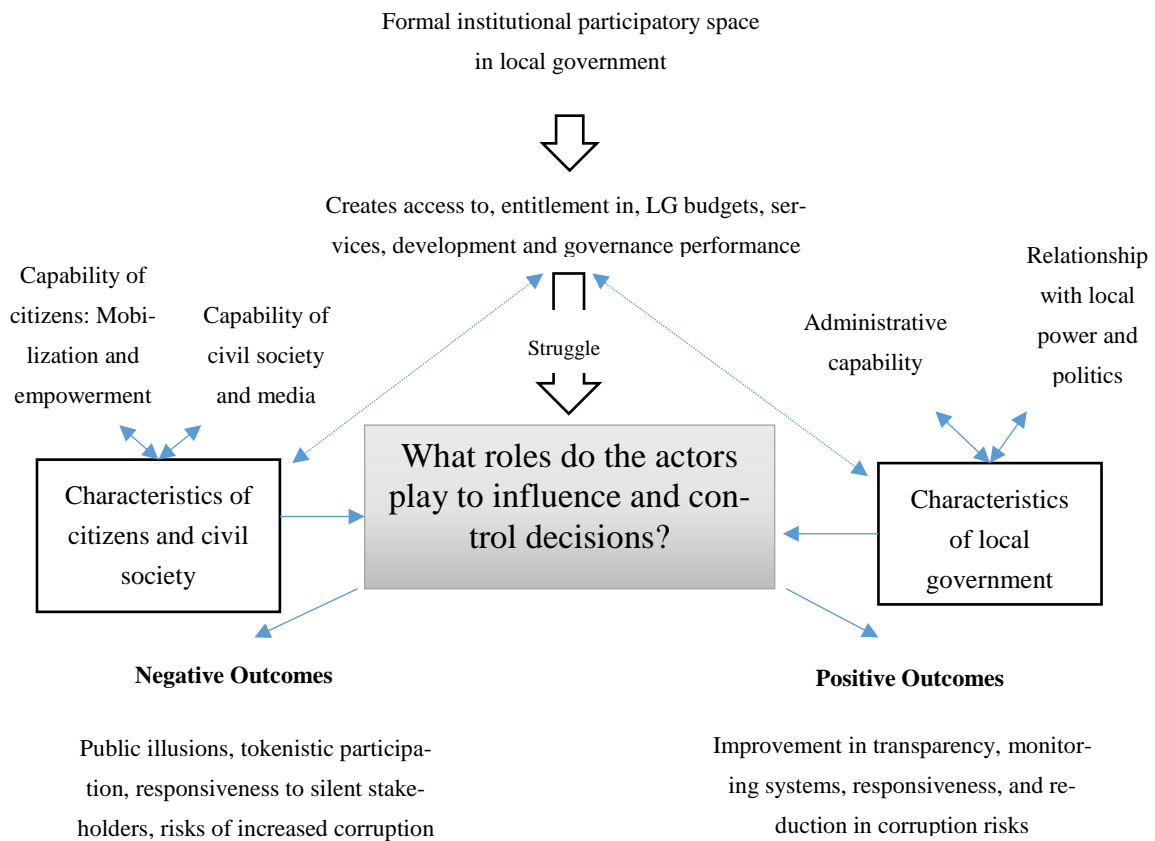 Formal institutional participatory space
in local government
Creates access to, entitlement in, LG budgets, ser-
vices, development and governance performance
Capability of
citizens: Mobi-
lization and
empowerment
Capability of
civil society
and media
Struggle
Administrative
capability
Relationship
with local
power and
politics
Characteristics of
citizens and civil
society
What roles do the actors
play to influence and con-
trol decisions?
Characteristics
of local
government
Negative Outcomes
Public illusions, tokenistic participa-
tion, responsiveness to silent stake-
holders, risks of increased corruption
Positive Outcomes
Improvement in transparency, monitor-
ing systems, responsiveness, and re-
duction in corruption risks